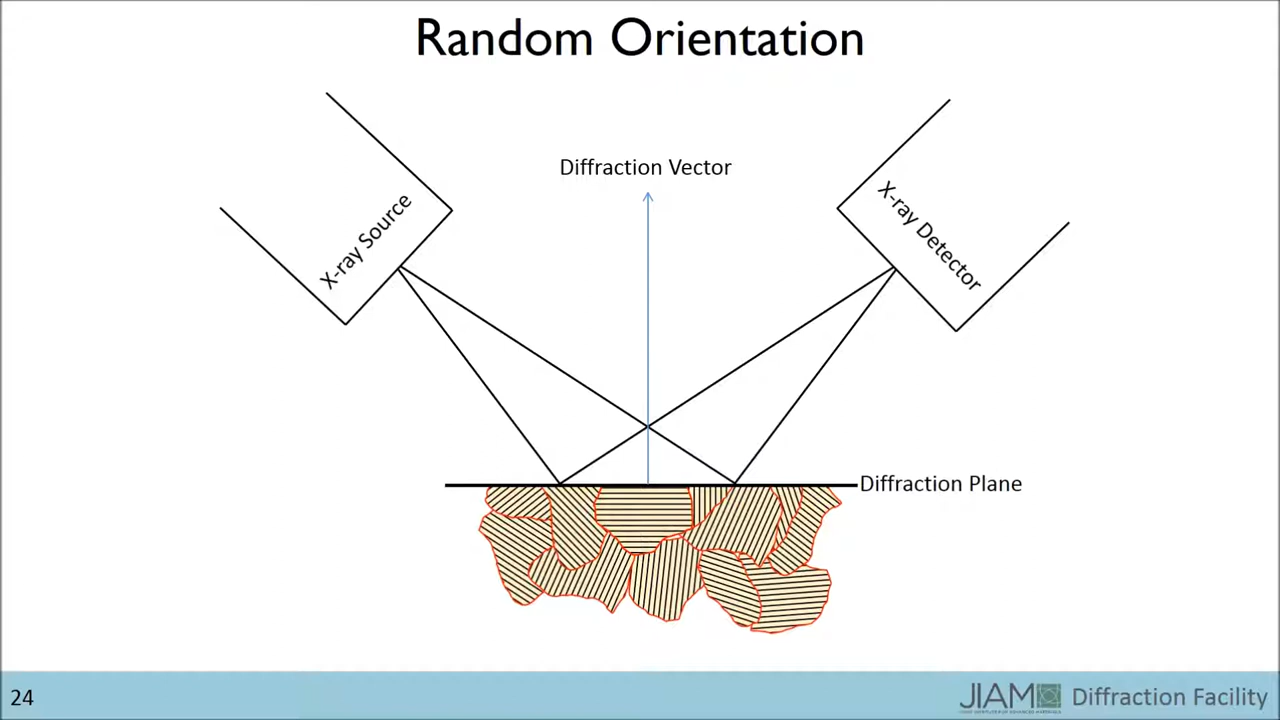 Random Orientation
Diffraction Vector
X-ray Source
X-ray Detector
Diffraction Plane
24
JIAM Diffraction Facility